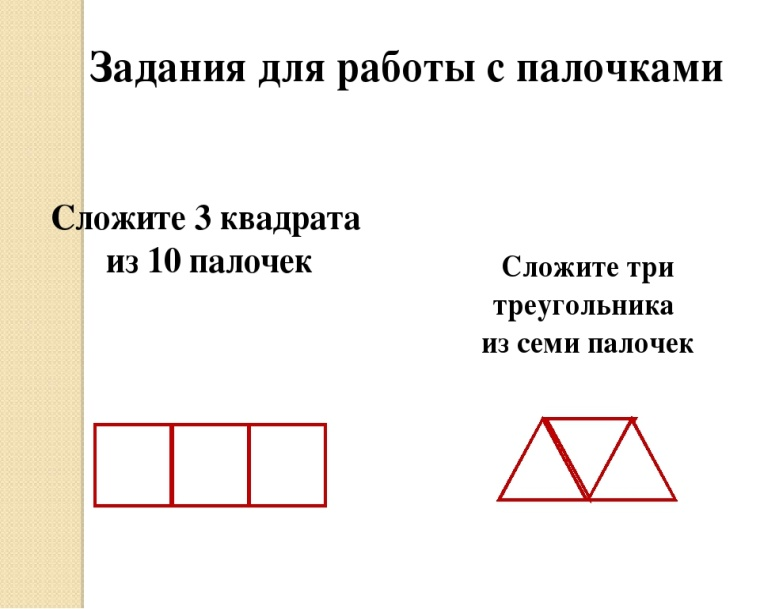 Задания для работы с палочками
Сложите 3 квадрата
из 10 палочек
Сложите три
треугольника
из семи палочек